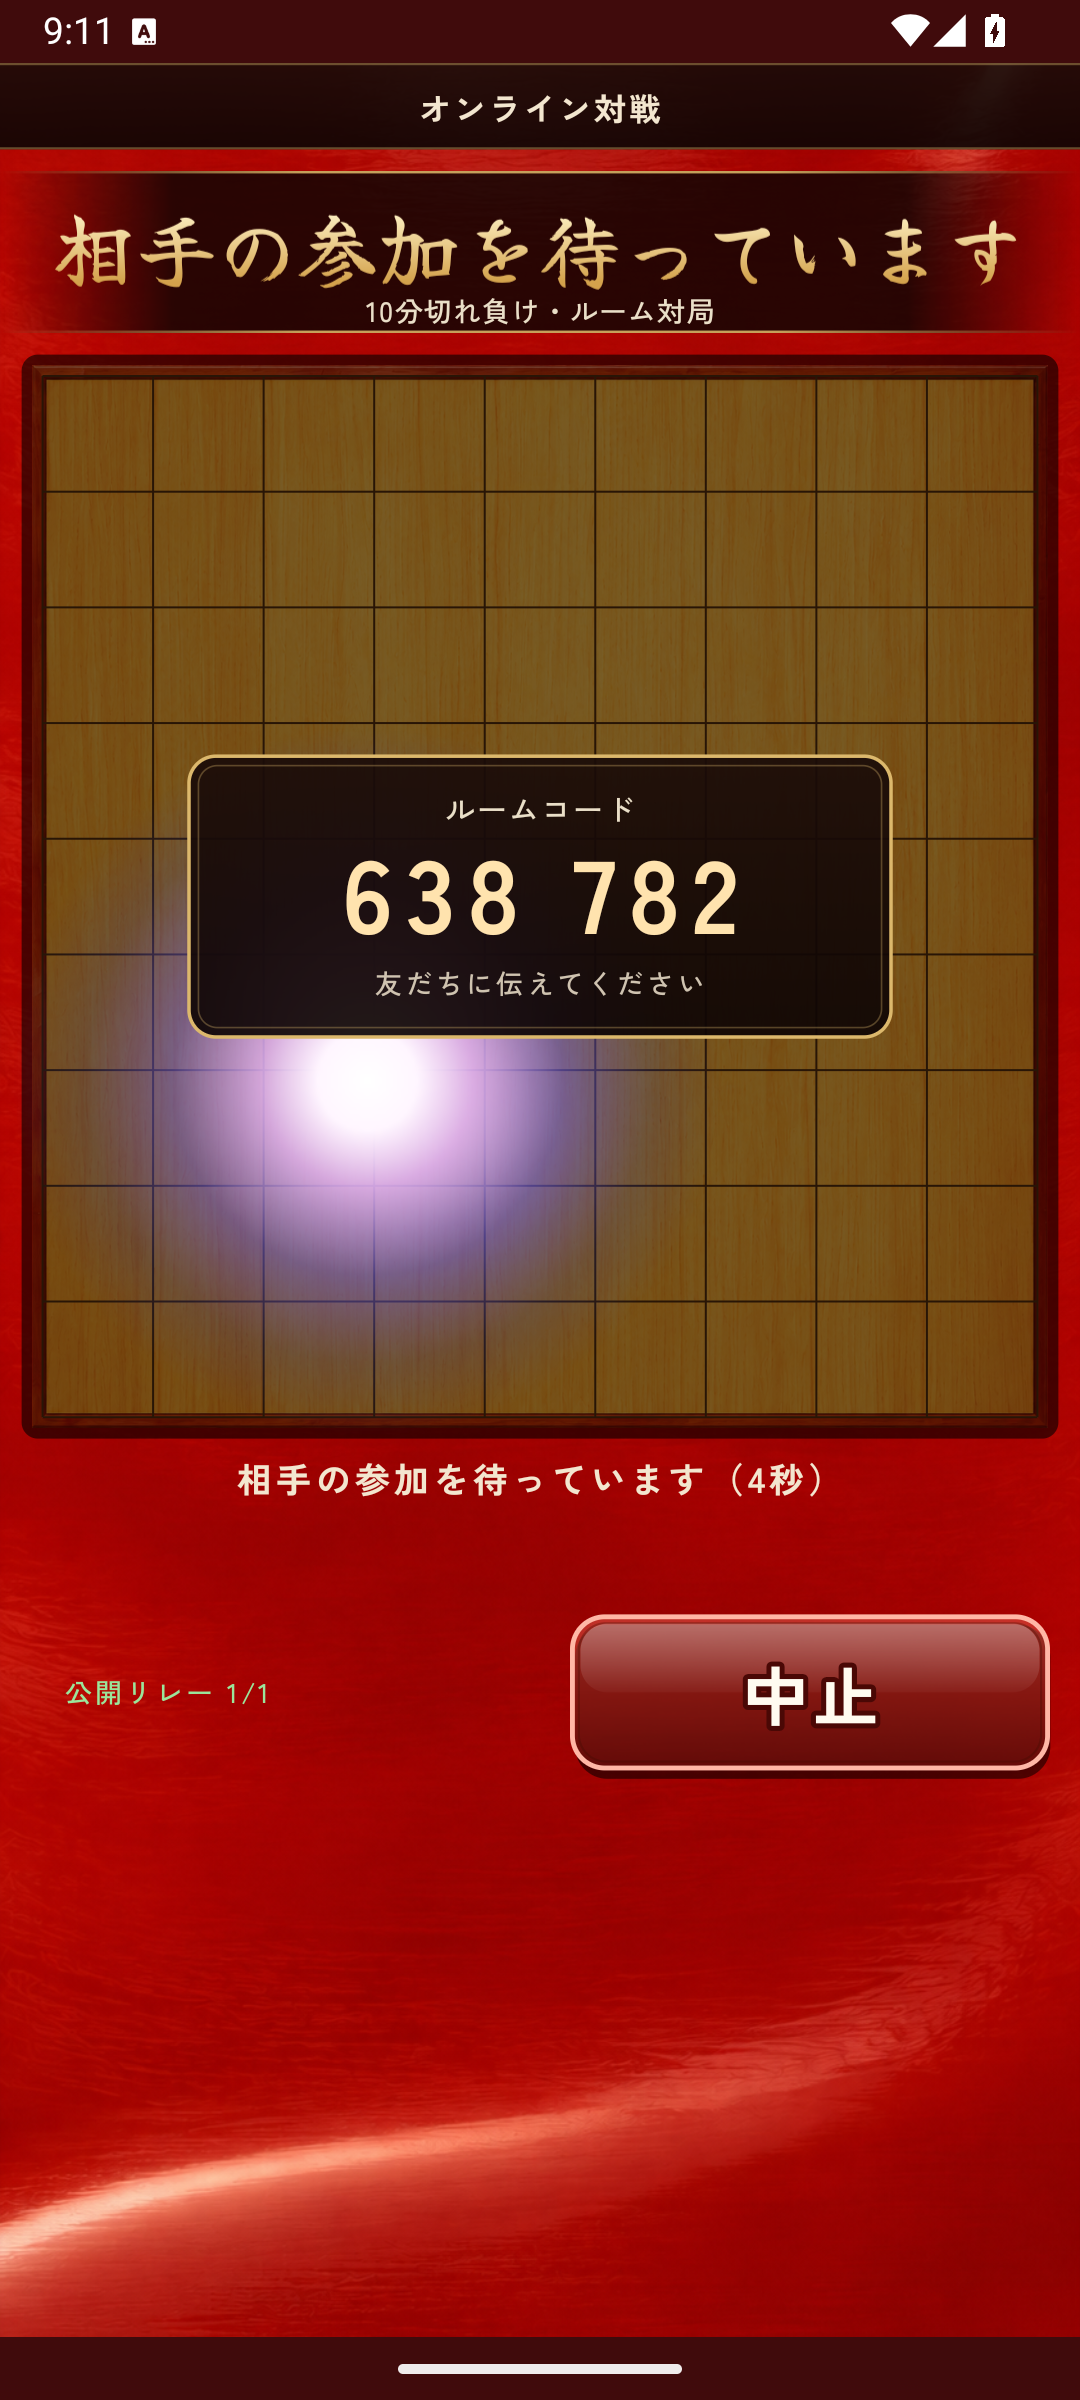 9:11
オンライン対戦
相手の参加を待っています
10分切れ負け・ルーム対局
ルームコード
638 782
友だちに伝えてください
相手の参加を待っています（4秒）
公開リレー 1/1
中止